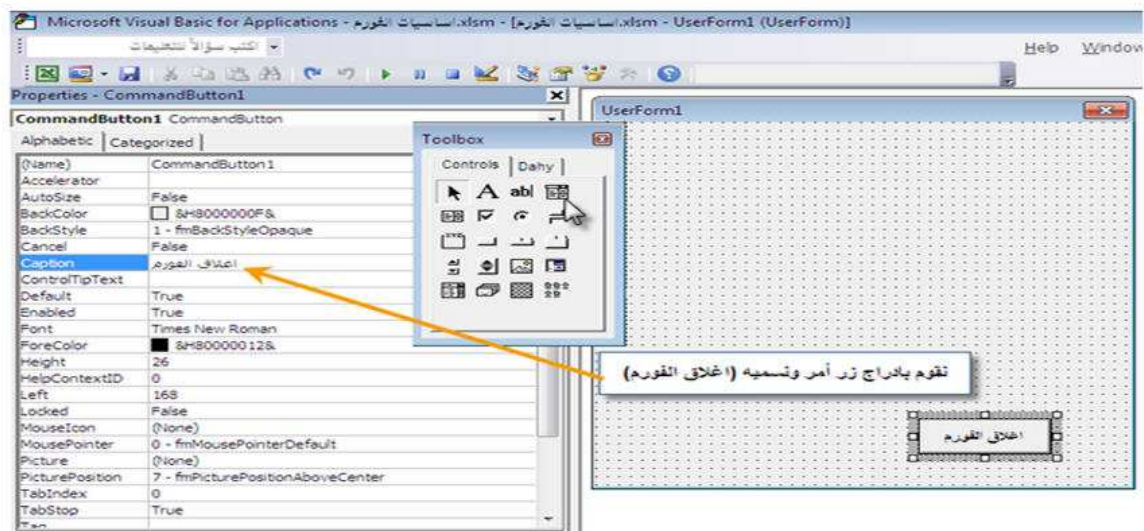 Microsoft Visual Basic for Applications - اساسيات الفورم.xlsm - [اساسيات الفورم.xlsm - UserForm1 (UserForm)]
اكتب سؤالاً للتعليمات
Help Window
Properties - CommandButton1
CommandButton1 CommandButton
Alphabetic Categorized
(Name) CommandButton1
Accelerator
AutoSize False
BackColor &H8000000F&
BackStyle 1 - fmBackStyleOpaque
Cancel False
Caption اغلاق الفورم
ControlTipText
Default True
Enabled True
Font Times New Roman
ForeColor &H80000012&
Height 26
HelpContextID 0
Left 168
Locked False
MouseIcon (None)
MousePointer 0 - fmMousePointerDefault
Picture (None)
PicturePosition 7 - fmPicturePositionAboveCenter
TabIndex 0
TabStop True
Tag
Toolbox
Controls Dahy
A abl
UserForm1
نقوم بادراج زر أمر ونسميه (اغلاق الفورم)
اغلاق الفورم